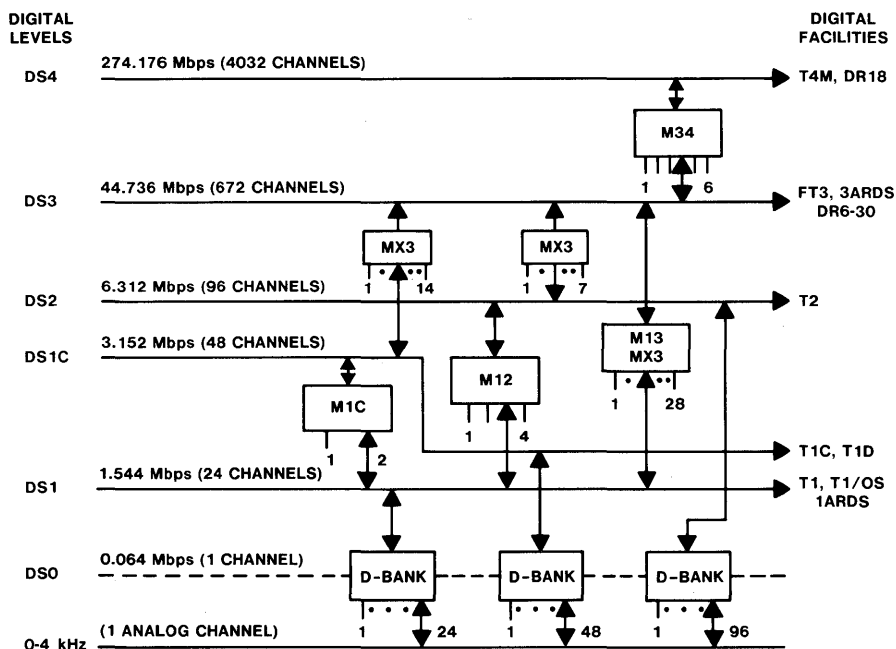 DIGITAL
LEVELS
DIGITAL
FACILITIES
274.176 Mbps (4032 CHANNELS)
DS4
T4M, DR18
M34
1
6
44.736 Mbps (672 CHANNELS)
DS3
FT3, 3ARDS
DR6-30
MX3
MX3
1
14
1
7
6.312 Mbps (96 CHANNELS)
DS2
T2
M13
MX3
3.152 Mbps (48 CHANNELS)
DS1C
M12
1
28
M1C
1
4
1
2
T1C, T1D
1.544 Mbps (24 CHANNELS)
DS1
T1, T1/OS
1ARDS
0.064 Mbps (1 CHANNEL)
DS0
D-BANK
D-BANK
D-BANK
(1 ANALOG CHANNEL)
1
24
1
48
1
96
0-4 kHz